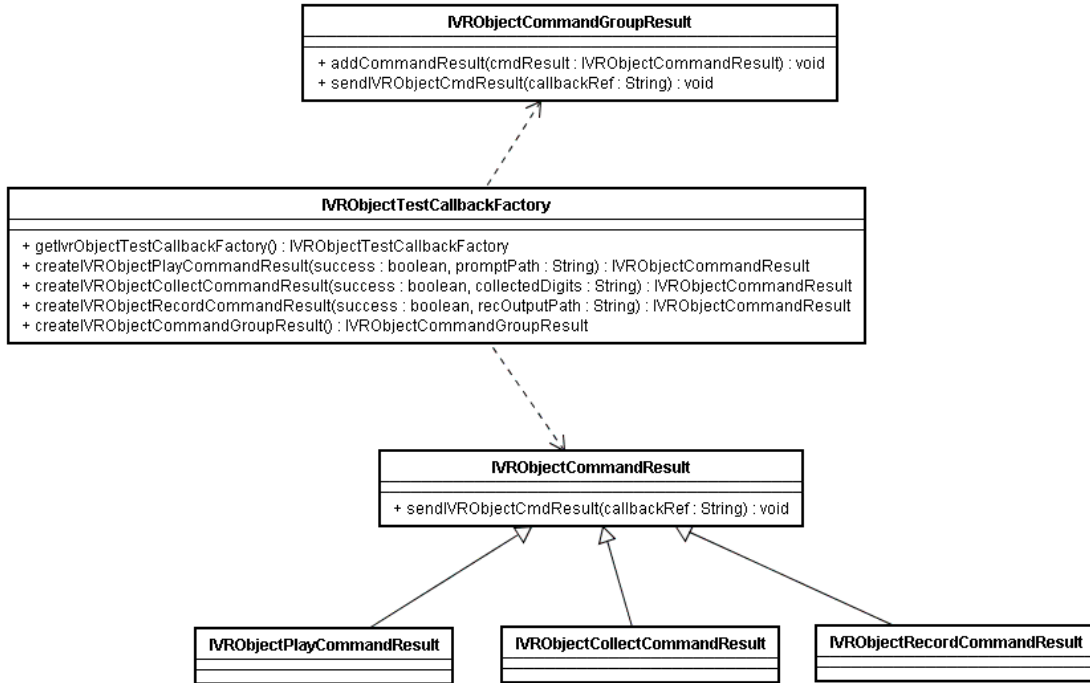 IVRObjectCommandGroupResult
+ addCommandResult(cmdResult : IVRObjectCommandResult) : void
+ sendIVRObjectCmdResult(callbackRef : String) : void
IVRObjectTestCallbackFactory
+ getIvrObjectTestCallbackFactory() : IVRObjectTestCallbackFactory
+ createIVRObjectPlayCommandResult(success : boolean, promptPath : String) : IVRObjectCommandResult
+ createIVRObjectCollectCommandResult(success : boolean, collectedDigits : String) : IVRObjectCommandResult
+ createIVRObjectRecordCommandResult(success : boolean, recOutputPath : String) : IVRObjectCommandResult
+ createIVRObjectCommandGroupResult() : IVRObjectCommandGroupResult
IVRObjectCommandResult
+ sendIVRObjectCmdResult(callbackRef : String) : void
IVRObjectPlayCommandResult
IVRObjectCollectCommandResult
IVRObjectRecordCommandResult